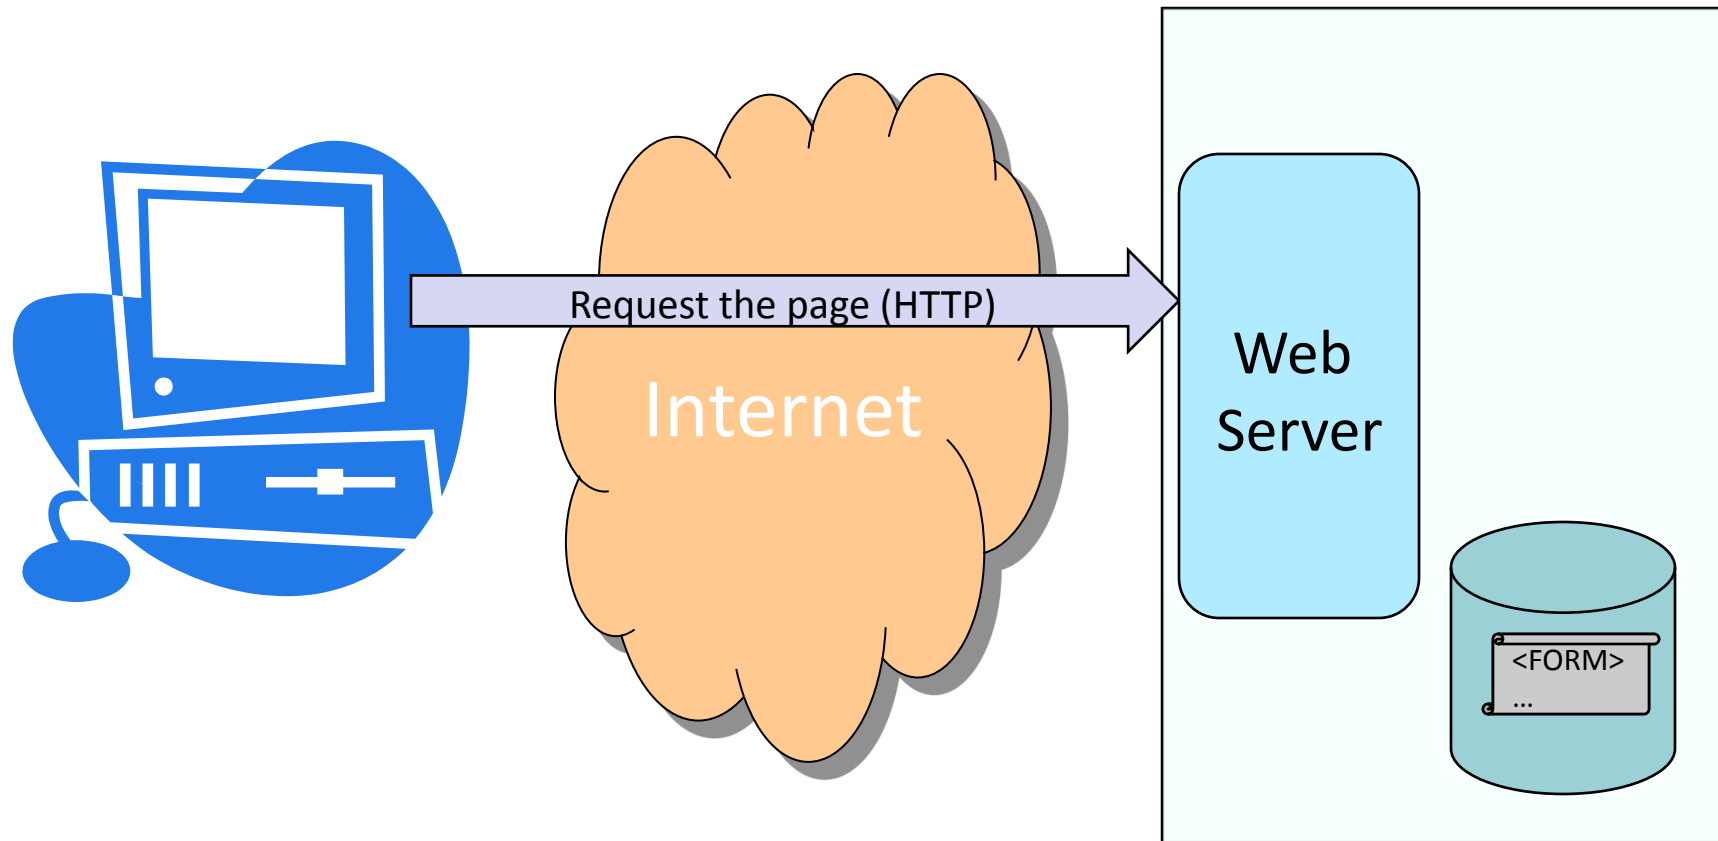 Request the page (HTTP)
Internet
Web
Server
<FORM>
...